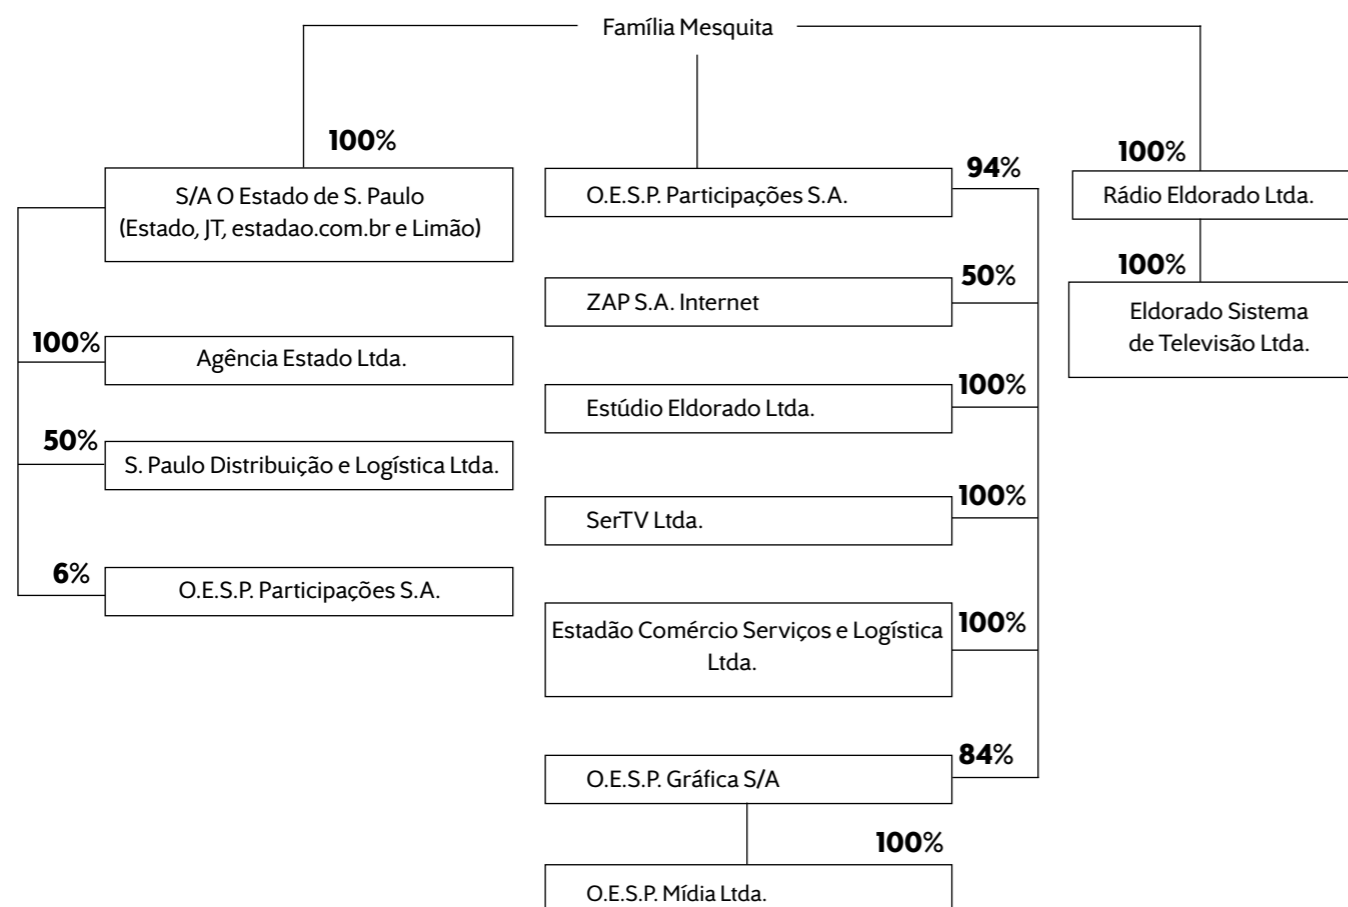 Família Mesquita
100%
S/A O Estado de S. Paulo
(Estado, JT, estadao.com.br e Limão)
100%
Agência Estado Ltda.
50%
S. Paulo Distribuição e Logística Ltda.
6%
O.E.S.P. Participações S.A.
94%
O.E.S.P. Participações S.A.
50%
ZAP S.A. Internet
100%
Estúdio Eldorado Ltda.
100%
SerTV Ltda.
100%
Estadão Comércio Serviços e Logística
Ltda.
84%
O.E.S.P. Gráfica S/A
100%
O.E.S.P. Mídia Ltda.
100%
Rádio Eldorado Ltda.
100%
Eldorado Sistema
de Televisão Ltda.